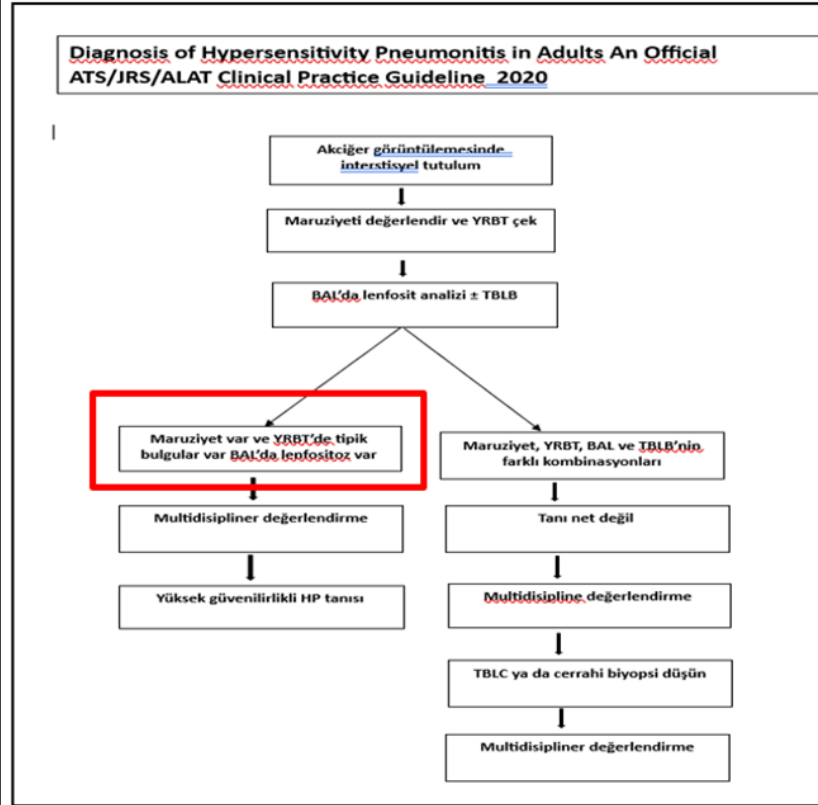 Diagnosis of Hypersensitivity Pneumonitis in Adults An Official
ATS/JRS/ALAT Clinical Practice Guideline 2020
Akciğer görüntülemesinde
interstisyel tutulum
Maruziyeti değerlendir ve YRBT çek
BAL'da lenfosit analizi ± TBLB
Maruziyet var ve YRBT'de tipik
bulgular var BAL'da lenfositoz var
Multidisipliner değerlendirme
Yüksek güvenilirlikli HP tanısı
Maruziyet, YRBT, BAL ve TBLB'nin
farklı kombinasyonları
Tanı net değil
Multidisipline değerlendirme
TBLC ya da cerrahi biyopsi düşün
Multidisipliner değerlendirme